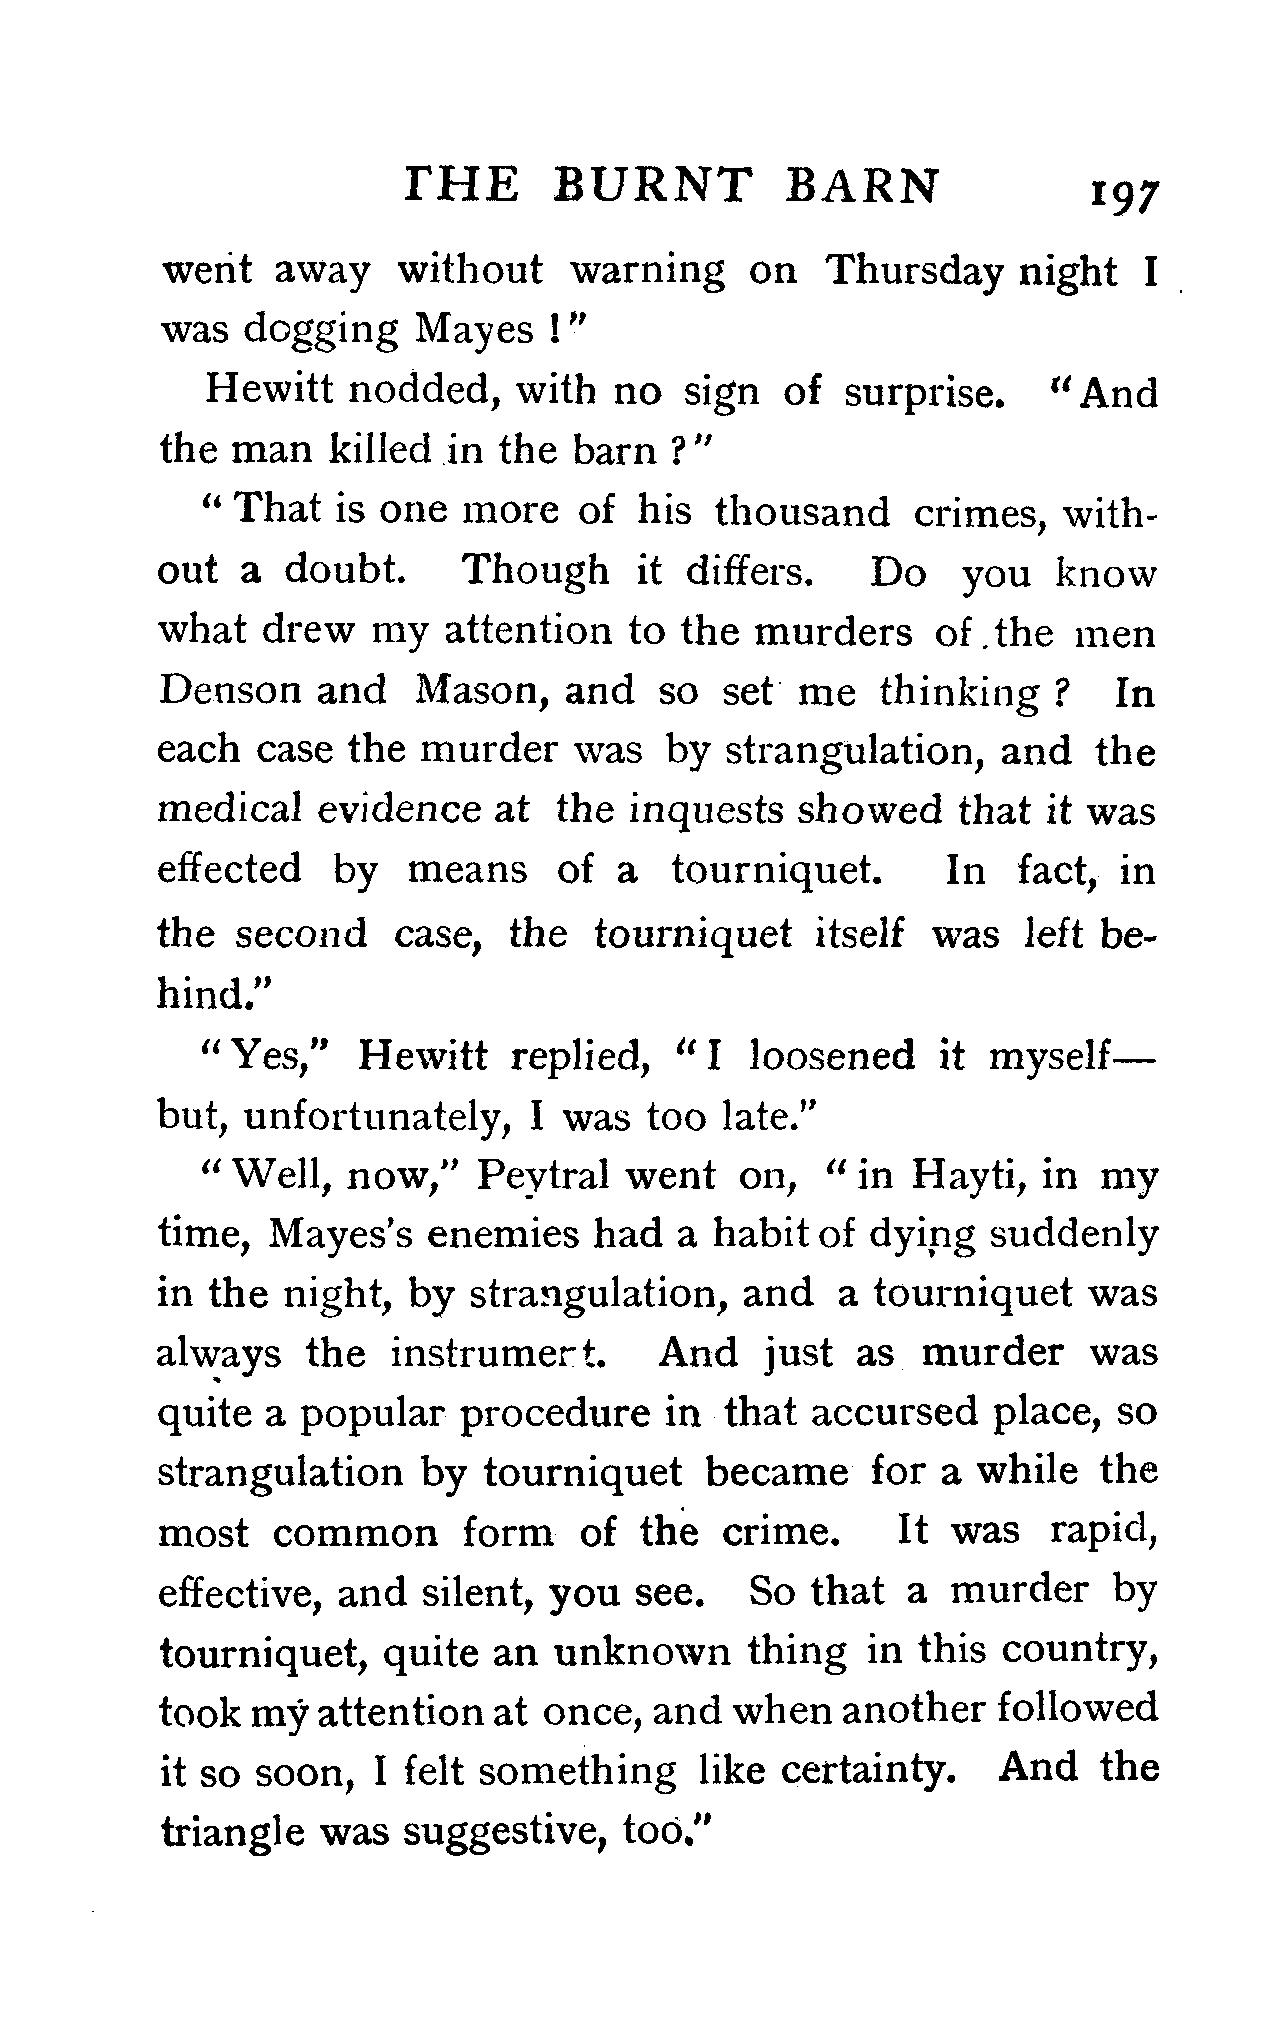 THE BURNT BARN 197
went away without warning on Thursday night I
was dogging Mayes!"
Hewitt nodded, with no sign of surprise. "And
the man killed in the barn?"
"That is one more of his thousand crimes, with-
out a doubt. Though it differs. Do you know
what drew my attention to the murders of the men
Denson and Mason, and so set me thinking? In
each case the murder was by strangulation, and the
medical evidence at the inquests showed that it was
effected by means of a tourniquet. In fact, in
the second case, the tourniquet itself was left be-
hind."
"Yes," Hewitt replied, "I loosened it myself—
but, unfortunately, I was too late."
"Well, now," Peytral went on, "in Hayti, in my
time, Mayes's enemies had a habit of dying suddenly
in the night, by strangulation, and a tourniquet was
always the instrument. And just as murder was
quite a popular procedure in that accursed place, so
strangulation by tourniquet became for a while the
most common form of the crime. It was rapid,
effective, and silent, you see. So that a murder by
tourniquet, quite an unknown thing in this country,
took my attention at once, and when another followed
it so soon, I felt something like certainty. And the
triangle was suggestive, too."